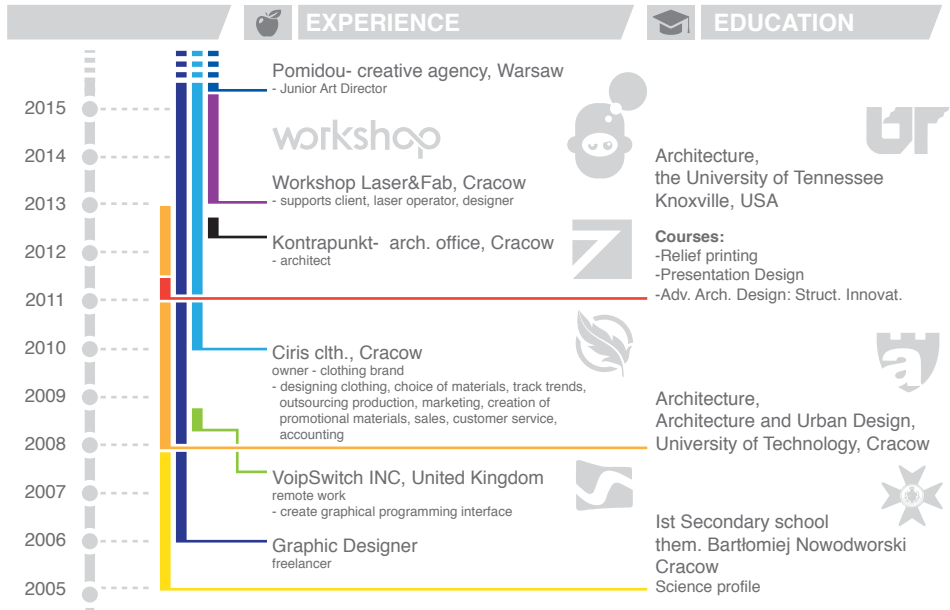 EXPERIENCE
EDUCATION
2015
2014
2013
2012
2011
2010
2009
2008
2007
2006
2005
Pomidou- creative agency, Warsaw
- Junior Art Director
workshop
Workshop Laser&Fab, Cracow
- supports client, laser operator, designer
Kontrapunkt- arch. office, Cracow
- architect
Ciris clth., Cracow
owner - clothing brand
- designing clothing, choice of materials, track trends,
outsourcing production, marketing, creation of
promotional materials, sales, customer service,
accounting
VoipSwitch INC, United Kingdom
remote work
- create graphical programming interface
Graphic Designer
freelancer
UT
Architecture,
the University of Tennessee
Knoxville, USA
Courses:
-Relief printing
-Presentation Design
-Adv. Arch. Design: Struct. Innovat.
a
Architecture,
Architecture and Urban Design,
University of Technology, Cracow
Ist Secondary school
them. Bartłomiej Nowodworski
Cracow
Science profile